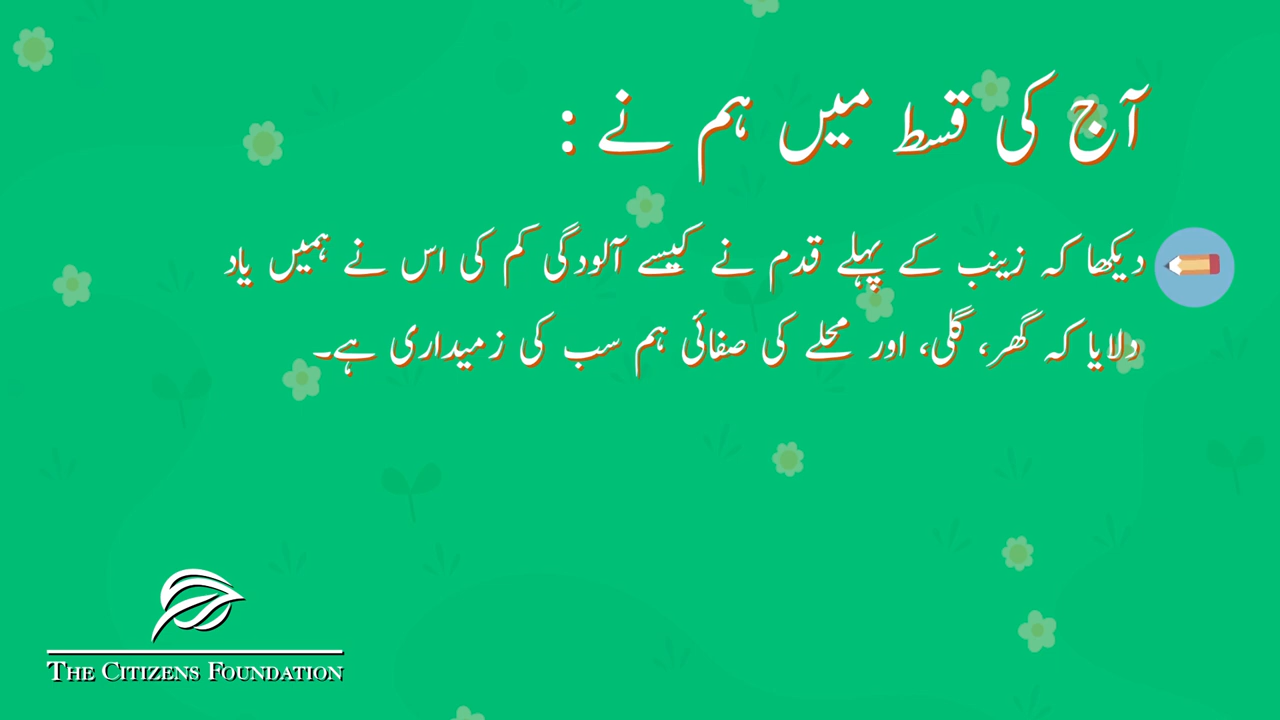 آج کی قسط میں ہم نے :
دیکھا کہ زینب کے پہلے قدم نے کیسے آلودگی کم کی اس نے ہمیں یاد
دلایا کہ گھر، گلی، اور محلے کی صفائی ہم سب کی زمیداری ہے۔
THE CITIZENS FOUNDATION